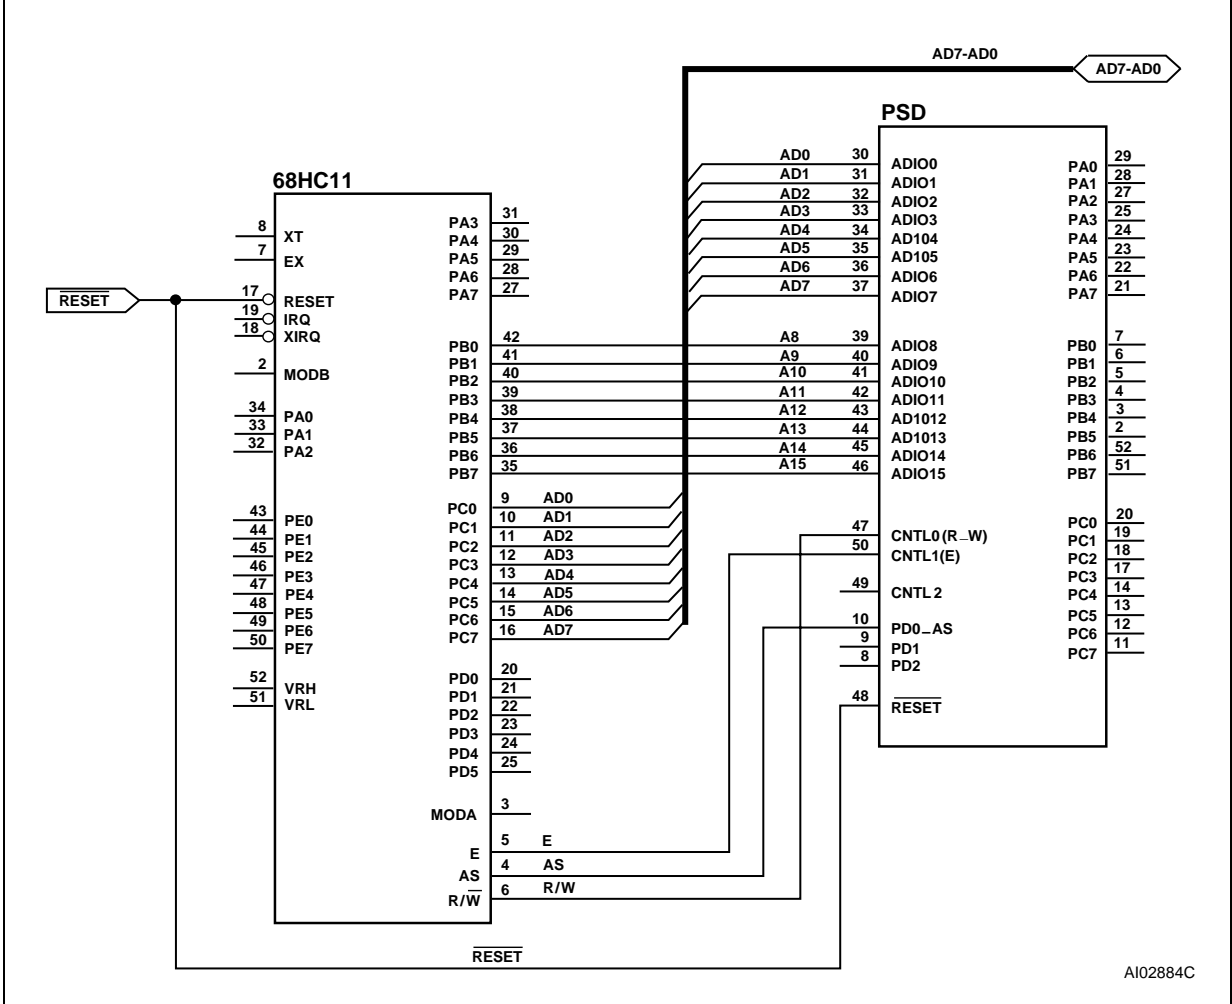 AD7-AD0
AD7-AD0
PSD
AD0 30 ADIO0
AD1 31 ADIO1
AD2 32 ADIO2
AD3 33 ADIO3
AD4 34 AD104
AD5 35 AD105
AD6 36 ADIO6
AD7 37 ADIO7
A8 39 ADIO8
A9 40 ADIO9
A10 41 ADIO10
A11 42 ADIO11
A12 43 AD1012
A13 44 AD1013
A14 45 ADIO14
A15 46 ADIO15
47 CNTL0(R_W)
50 CNTL1(E)
49 CNTL2
10 PD0_AS
9 PD1
8 PD2
48 RESET
PA0 29
PA1 28
PA2 27
PA3 25
PA4 24
PA5 23
PA6 22
PA7 21
PB0 7
PB1 6
PB2 5
PB3 4
PB4 3
PB5 2
PB6 52
PB7 51
PC0 20
PC1 19
PC2 18
PC3 17
PC4 14
PC5 13
PC6 12
PC7 11
68HC11
8 XT
7 EX
RESET
17 RESET
19 IRQ
18 XIRQ
2 MODB
34 PA0
33 PA1
32 PA2
43 PE0
44 PE1
45 PE2
46 PE3
47 PE4
48 PE5
49 PE6
50 PE7
52 VRH
51 VRL
PA3 31
PA4 30
PA5 29
PA6 28
PA7 27
PB0 42
PB1 41
PB2 40
PB3 39
PB4 38
PB5 37
PB6 36
PB7 35
PC0 9 AD0
PC1 10 AD1
PC2 11 AD2
PC3 12 AD3
PC4 13 AD4
PC5 14 AD5
PC6 15 AD6
PC7 16 AD7
PD0 20
PD1 21
PD2 22
PD3 23
PD4 24
PD5 25
MODA 3
E 5 E
AS 4 AS
R/W 6 R/W
RESET
AI02884C